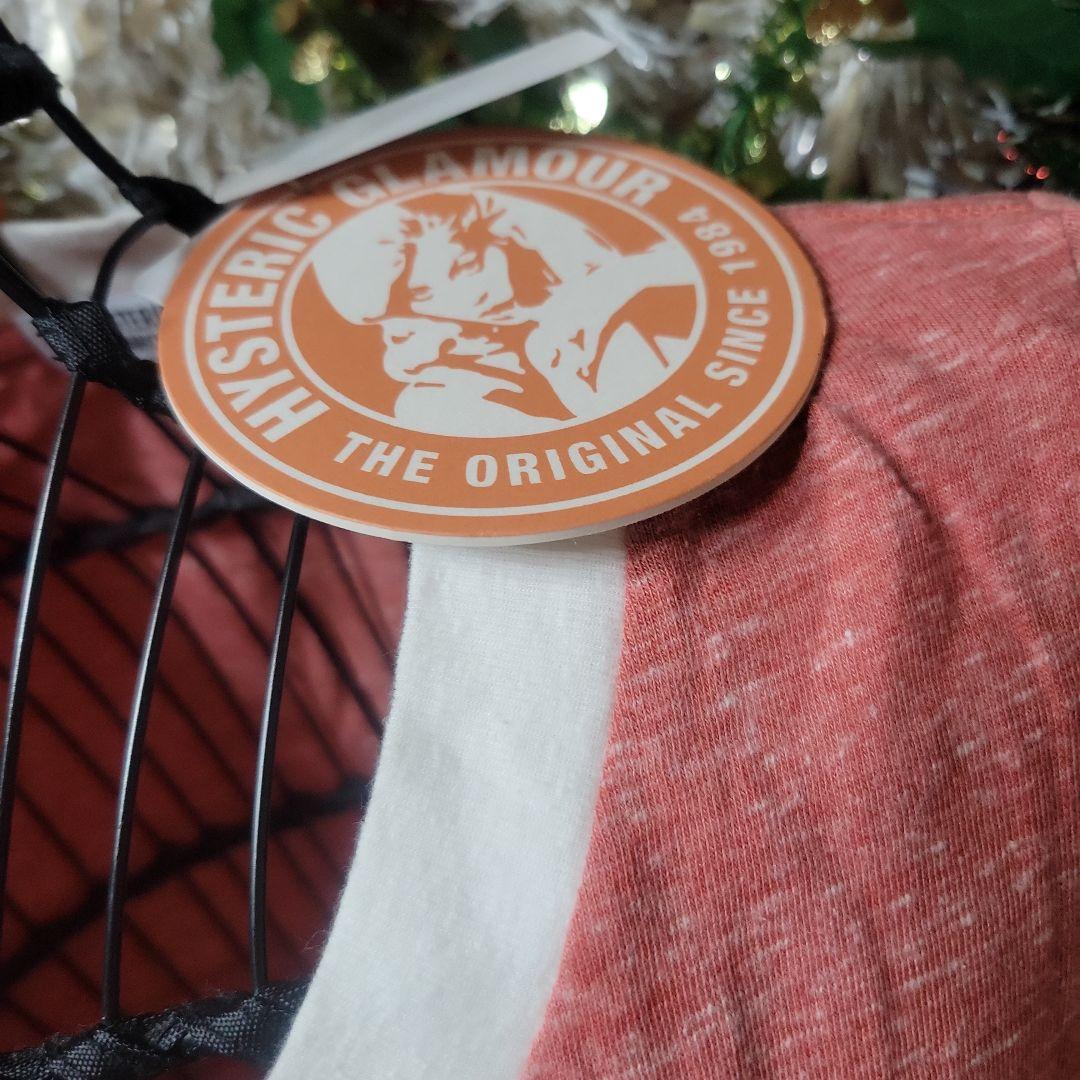 HYSTERIC GLAMOUR
THE ORIGINAL SINCE 1984